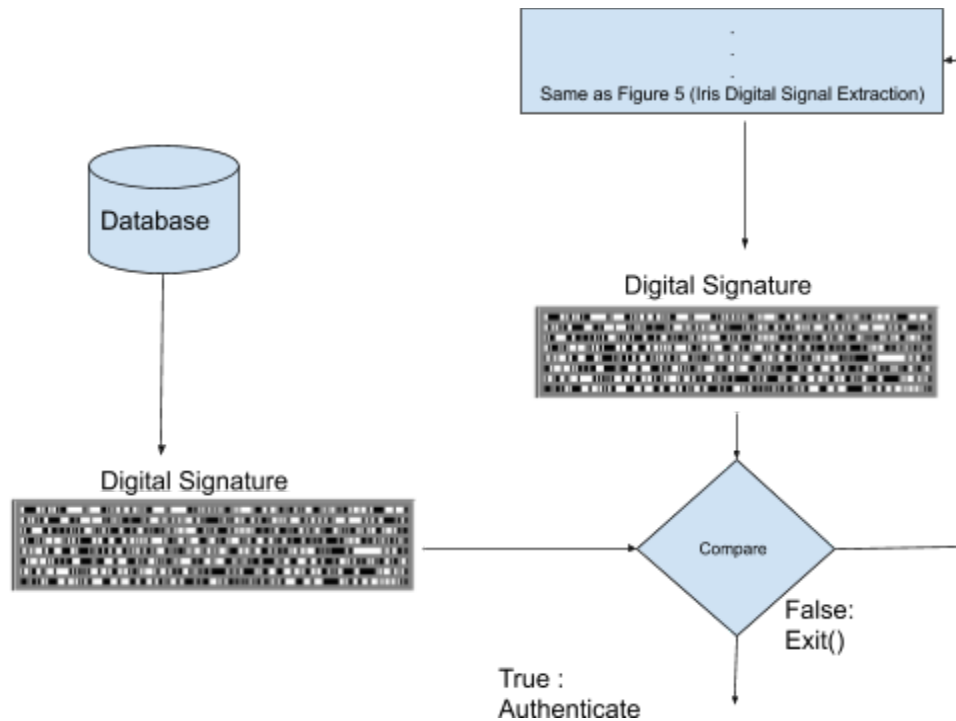 Same as Figure 5 (Iris Digital Signal Extraction)
Database
Digital Signature
Digital Signature
Compare
False:
Exit()
True :
Authenticate